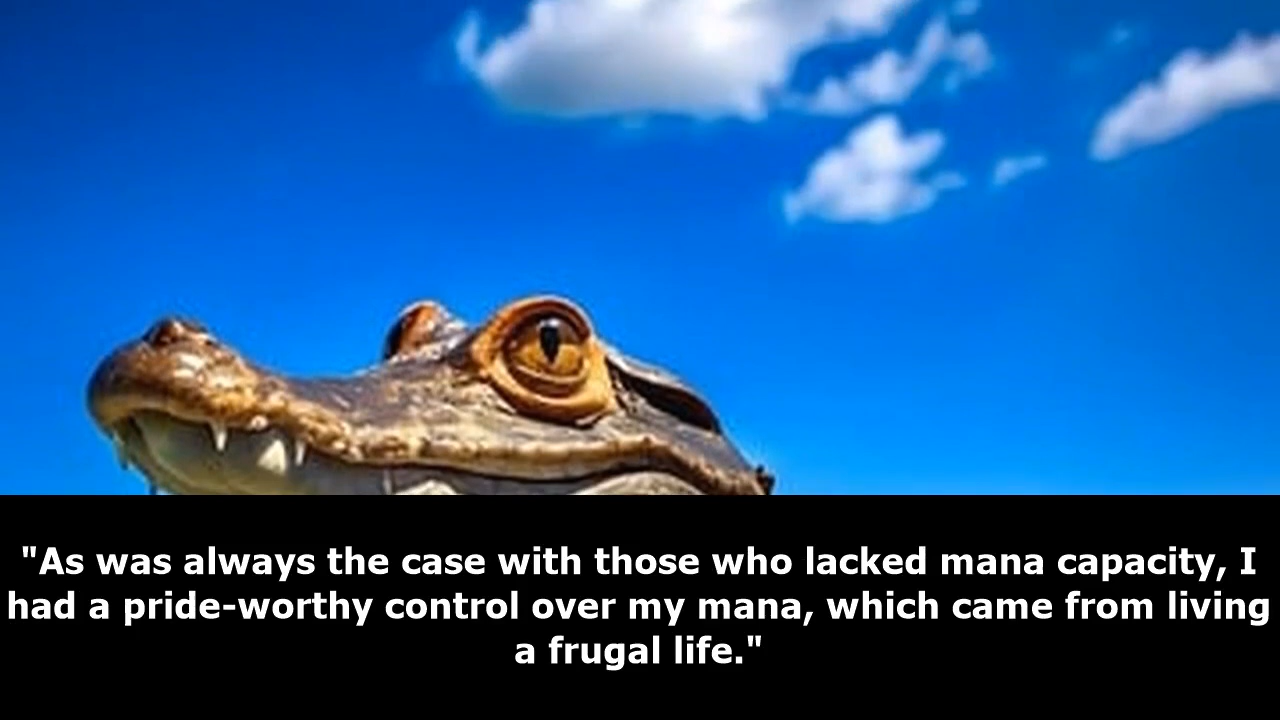 "As was always the case with those who lacked mana capacity, I
had a pride-worthy control over my mana, which came from living
a frugal life."